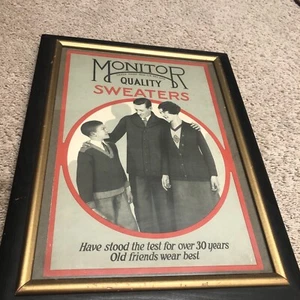 MONITOR
QUALITY
SWEATERS
Have stood the test for over 30 years
Old friends wear best